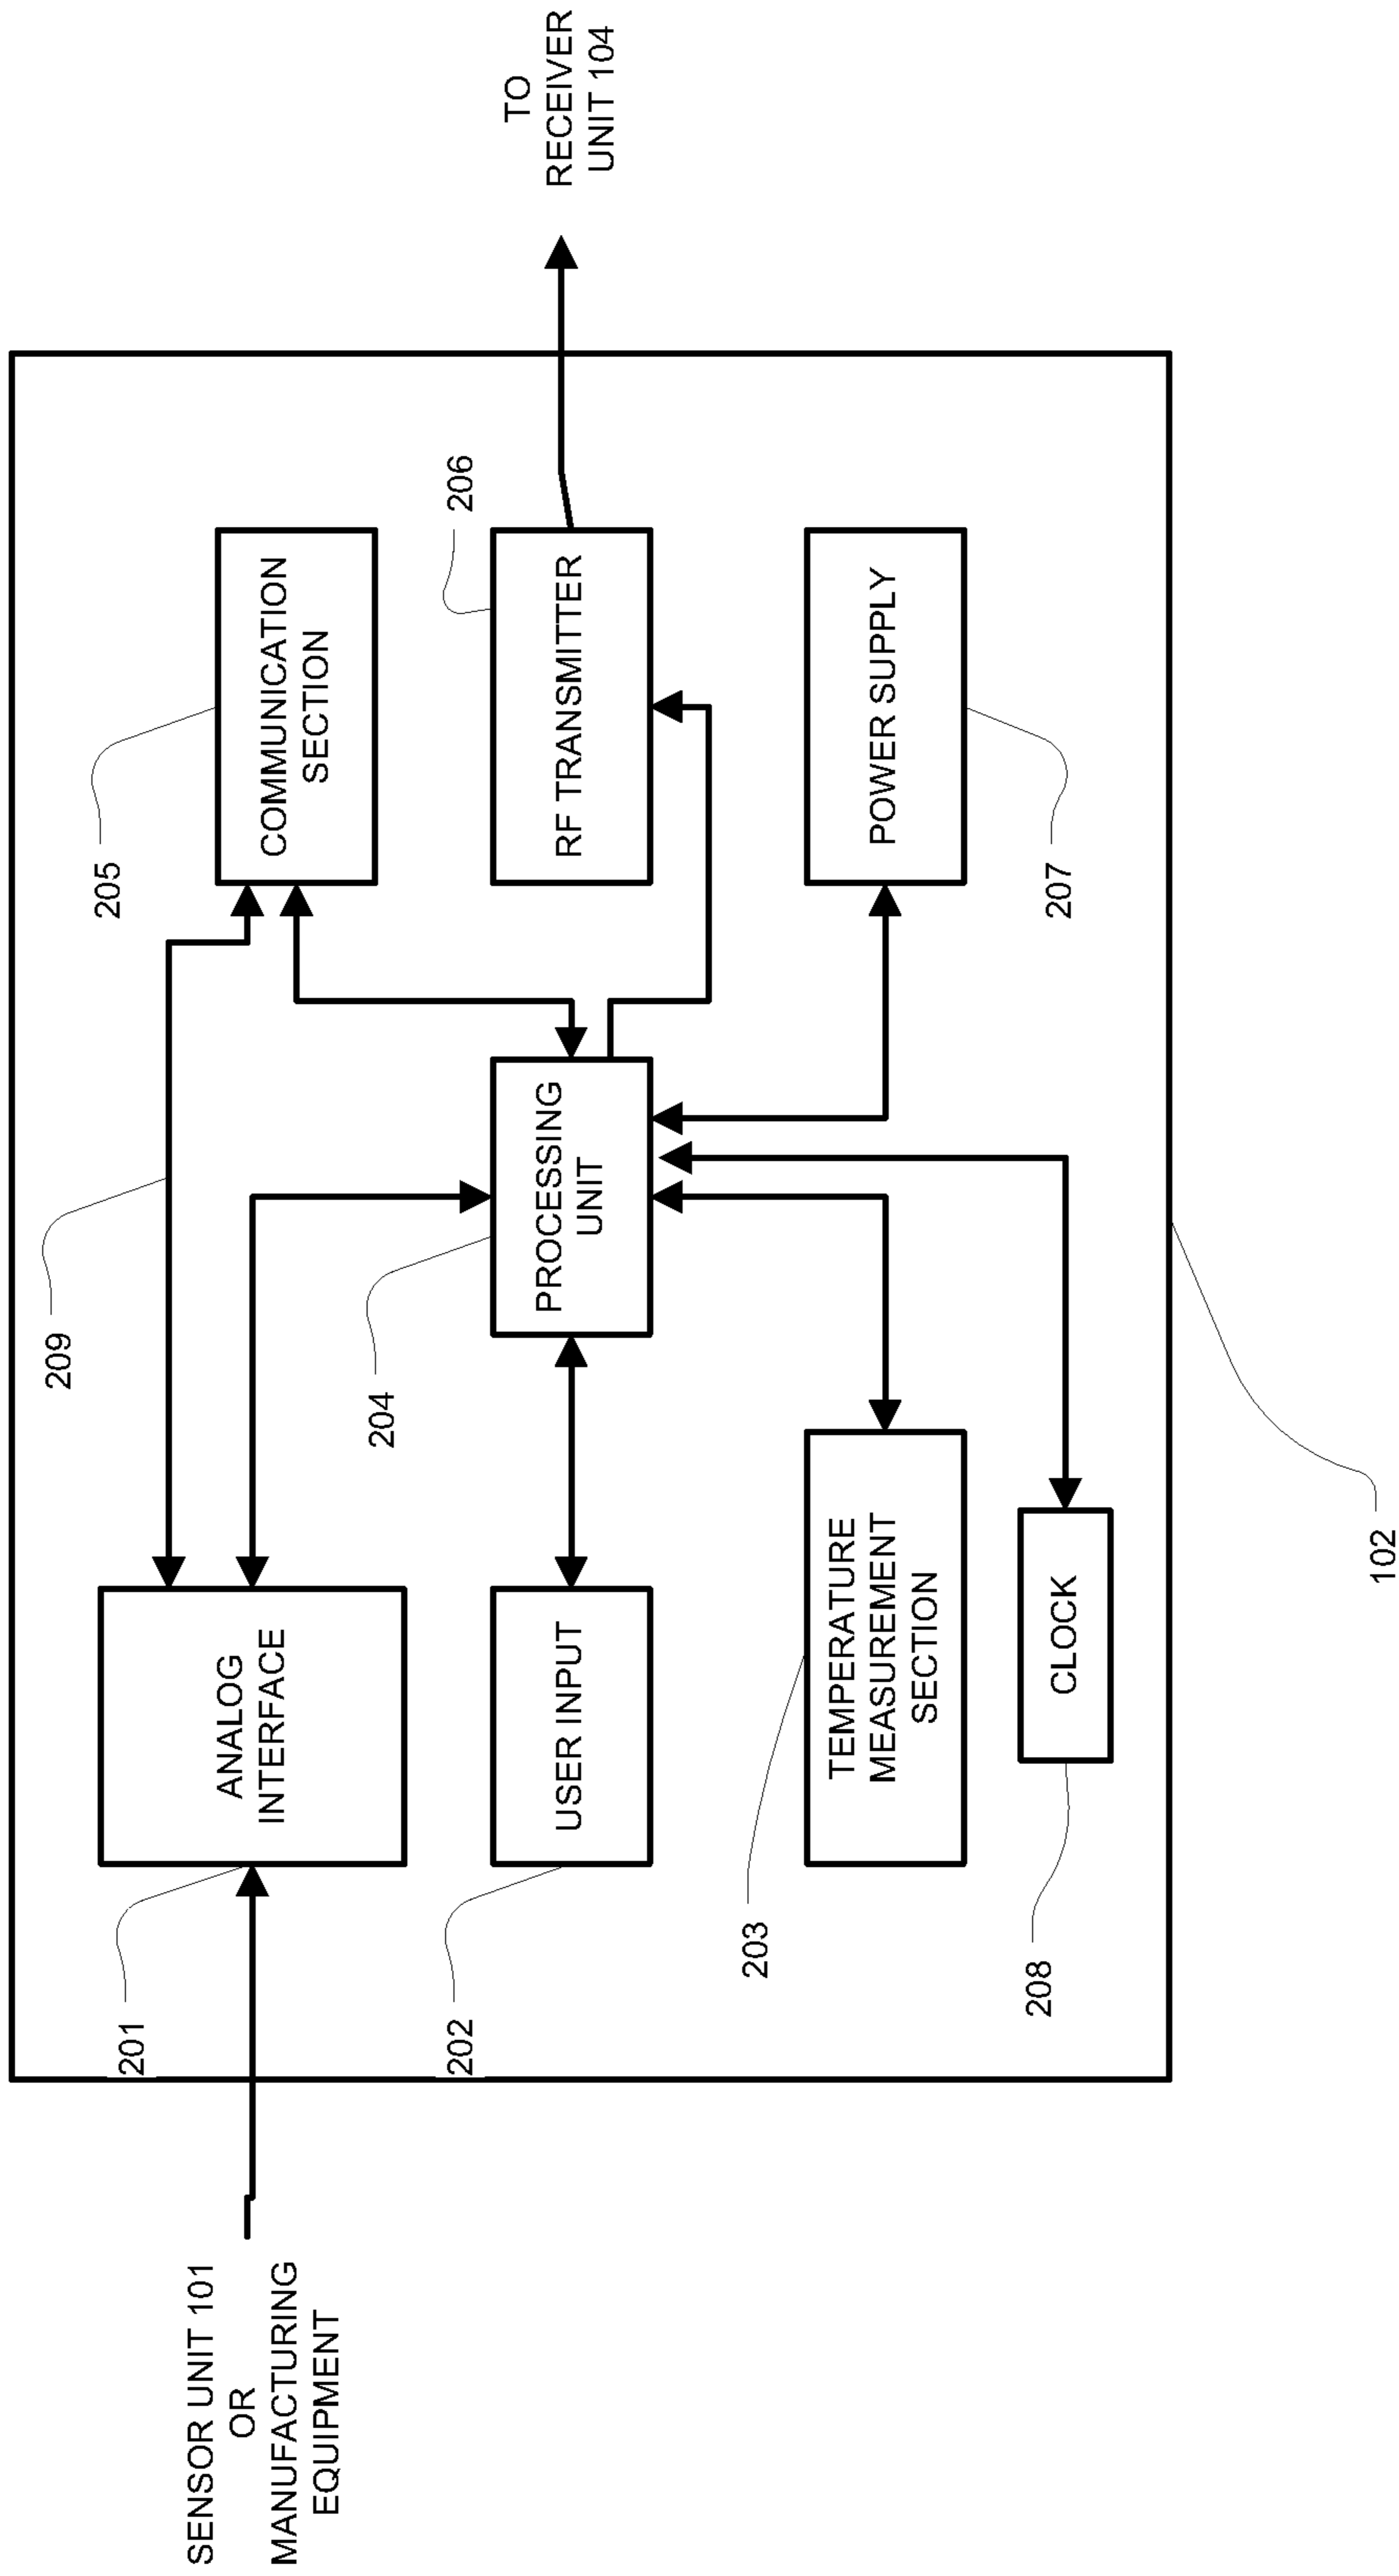 SENSOR UNIT 101
OR
MANUFACTURING
EQUIPMENT
201
ANALOG
INTERFACE
209
205
COMMUNICATION
SECTION
202
USER INPUT
204
PROCESSING
UNIT
206
RF TRANSMITTER
TO
RECEIVER
UNIT 104
203
TEMPERATURE
MEASUREMENT
SECTION
207
POWER SUPPLY
208
CLOCK
102